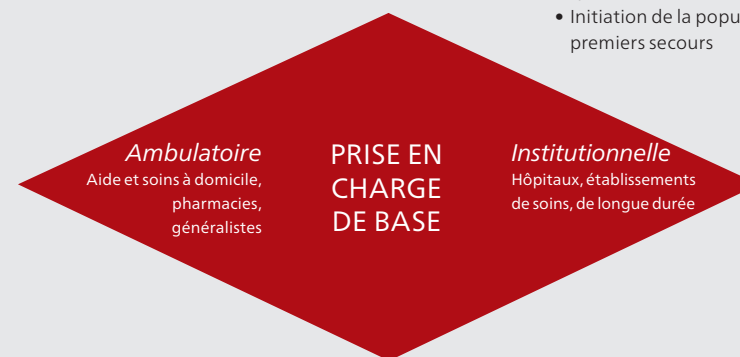 • Initiation de la popu
premiers secours
Ambulatoire
Aide et soins à domicile,
pharmacies,
généralistes
PRISE EN
CHARGE
DE BASE
Institutionnelle
Hôpitaux, établissements
de soins, de longue durée